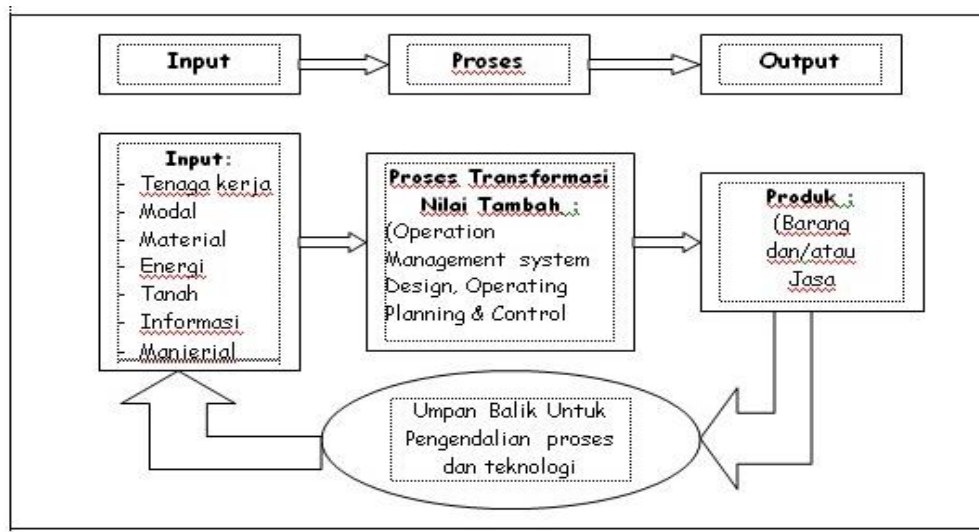 Input
Proses
Output
Input:
- Tenaga kerja
- Modal
- Material
- Energi
- Tanah
- Informasi
- Manjerial
Proses Transformasi
Nilai Tambah ;
(Operation
Management system
Design, Operating
Planning & Control
Produk ;
(Barang
dan/atau
Jasa
Umpan Balik Untuk
Pengendalian proses
dan teknologi